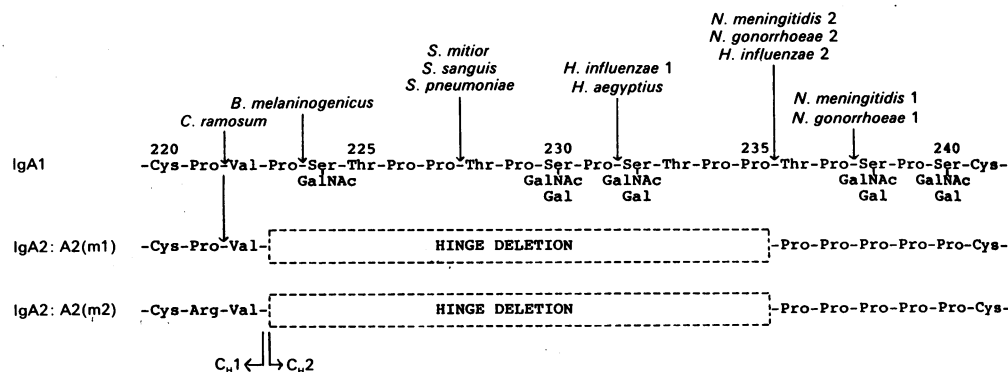 N. meningitidis 2
N. gonorrhoeae 2
H. influenzae 2
S. mitior
S. sanguis
S. pneumoniae
H. influenzae 1
H. aegyptius
B. melaninogenicus
C. ramosum
N. meningitidis 1
N. gonorrhoeae 1
220 225 230 235 240
IgA1 -Cys-Pro-Val-Pro-Ser-Thr-Pro-Pro-Thr-Pro-Ser-Pro-Ser-Thr-Pro-Pro-Thr-Pro-Ser-Pro-Ser-Cys-
GalNAc GalNAc GalNAc GalNAc GalNAc
Gal Gal Gal Gal
IgA2: A2(m1) -Cys-Pro-Val- HINGE DELETION -Pro-Pro-Pro-Pro-Pro-Cys-
IgA2: A2(m2) -Cys-Arg-Val- HINGE DELETION -Pro-Pro-Pro-Pro-Pro-Cys-
CH1 CH2